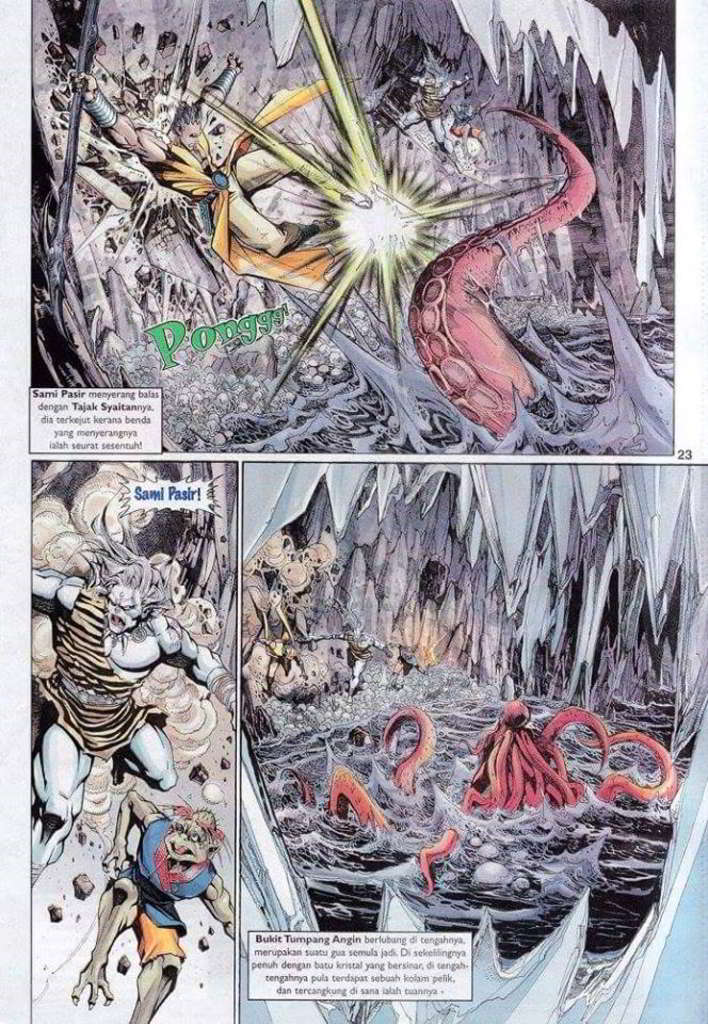 Ponggg!
Sami Pasir menyerang balas
dengan Tajak Syaitannya,
dia terkejut kerana benda
yang menyerangnya
ialah seurat sesentuh!
23
Sami Pasir!
Bukit Tumpang Angin berlubung di tengahnya,
merupakan suatu gua semula jadi. Di sekelilingnya
penuh dengan batu kristal yang bersinar, di tengah-
tengahnya pula terdapat sebuah kolam pelik,
dan tercangkung di sana ialah tuannya -